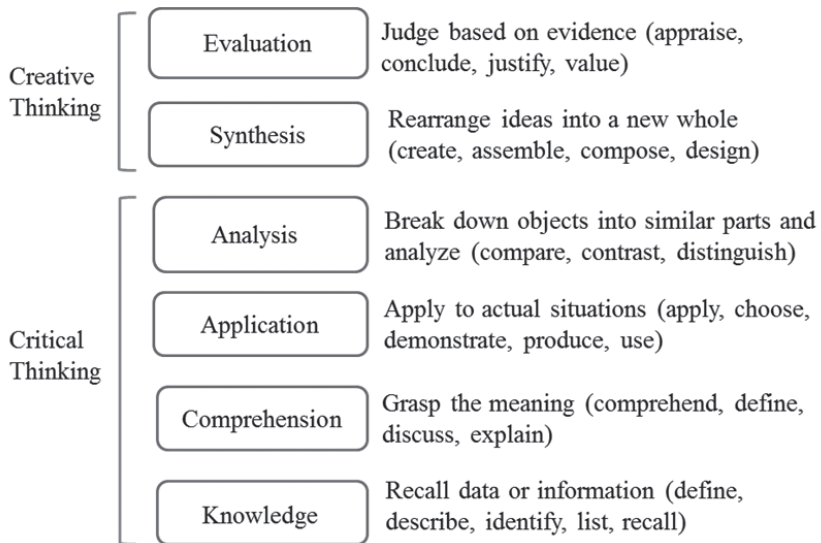 Creative
Thinking
Evaluation
Judge based on evidence (appraise,
conclude, justify, value)
Synthesis
Rearrange ideas into a new whole
(create, assemble, compose, design)
Critical
Thinking
Analysis
Break down objects into similar parts and
analyze (compare, contrast, distinguish)
Application
Apply to actual situations (apply, choose,
demonstrate, produce, use)
Comprehension
Grasp the meaning (comprehend, define,
discuss, explain)
Knowledge
Recall data or information (define,
describe, identify, list, recall)